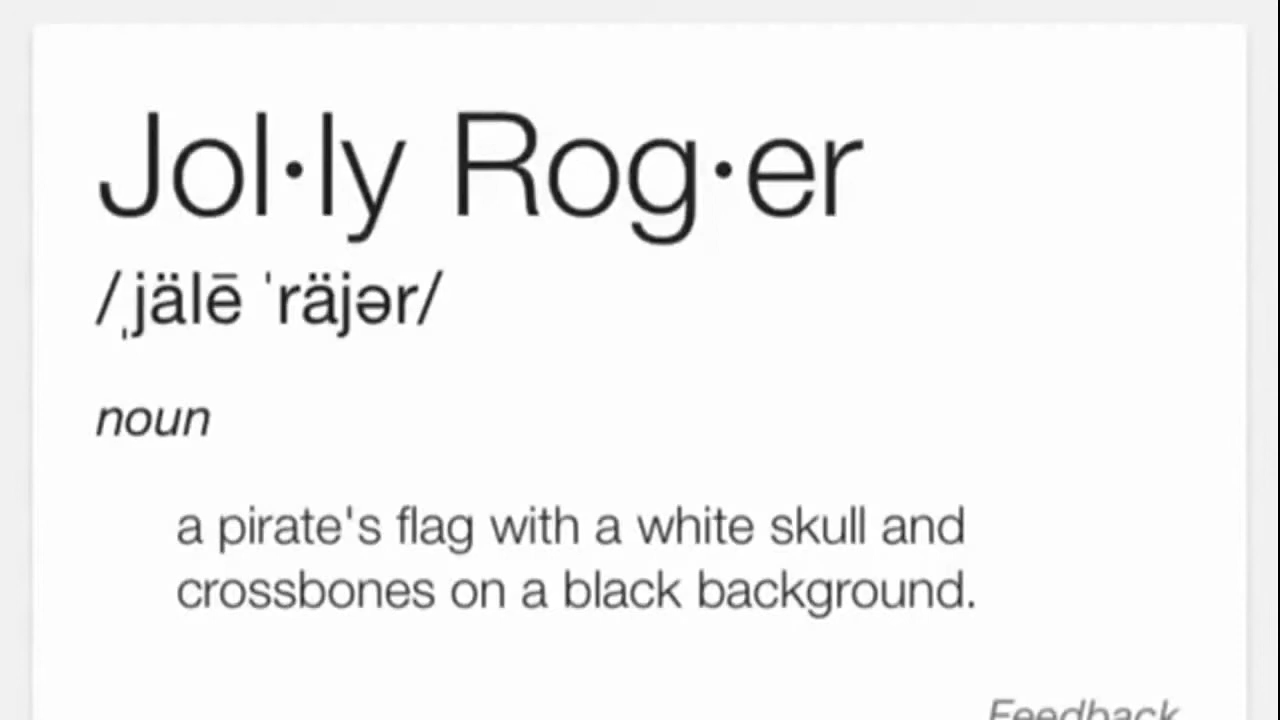 Jol·ly Rog·er
/ˌjälē ˈräjər/
noun
a pirate's flag with a white skull and
crossbones on a black background.
Feedback